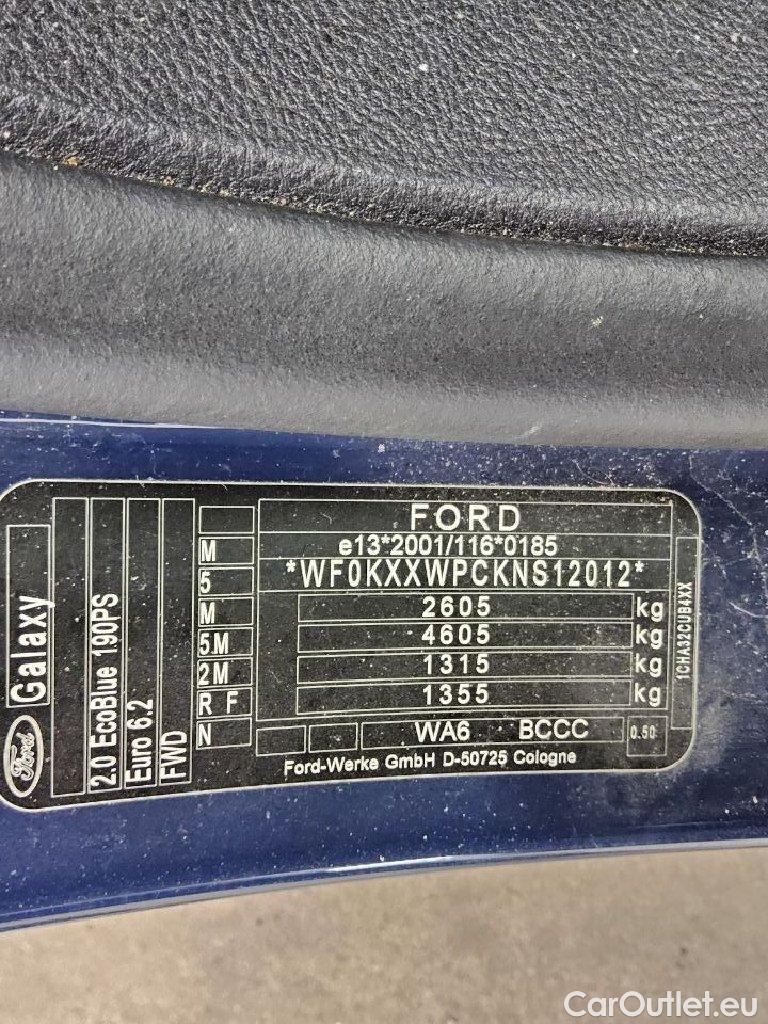 Ford
Galaxy
2.0 EcoBlue 190PS
Euro 6.2
FWD
M
5
M
5M
2M
R F
N
FORD
e13*2001/116*0185
*WF0KXXWPCKNS12012*
2605 kg
4605 kg
1315 kg
1355 kg
WA6 BCCC 0.50
Ford-Werke GmbH D-50725 Cologne
1CHA32CUB4XX
CarOutlet.eu